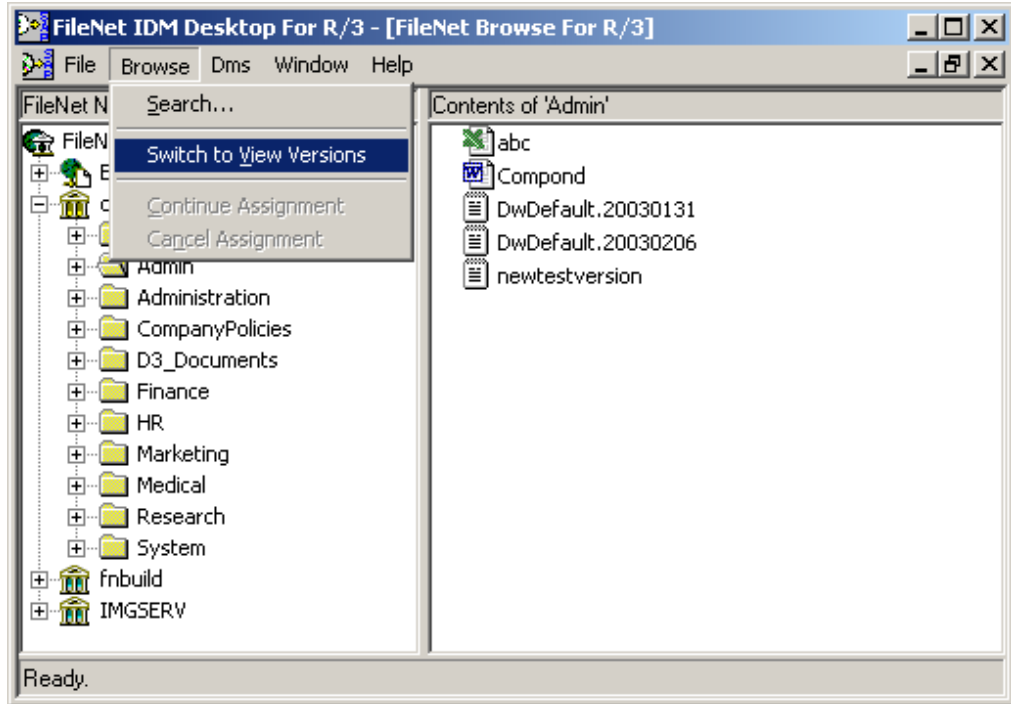 FileNet IDM Desktop For R/3 - [FileNet Browse For R/3]
File Browse Dms Window Help
FileNet N
Search...
Switch to View Versions
Continue Assignment
Cancel Assignment
Contents of 'Admin'
FileN
Admin
Administration
CompanyPolicies
D3_Documents
Finance
HR
Marketing
Medical
Research
System
fnbuild
IMGSERV
abc
Compond
DwDefault.20030131
DwDefault.20030206
newtestversion
Ready.